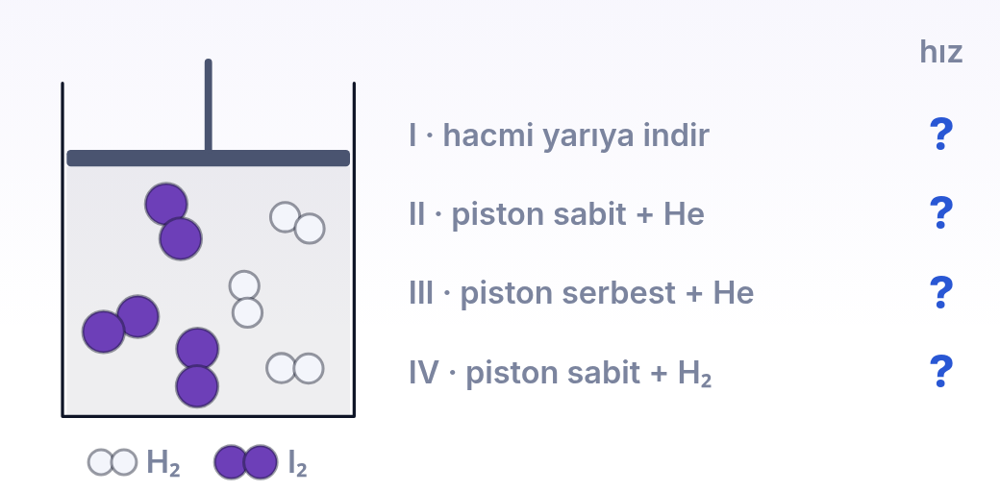 hız
I · hacmi yarıya indir ?
II · piston sabit + He ?
III · piston serbest + He ?
IV · piston sabit + H₂ ?
H₂ I₂